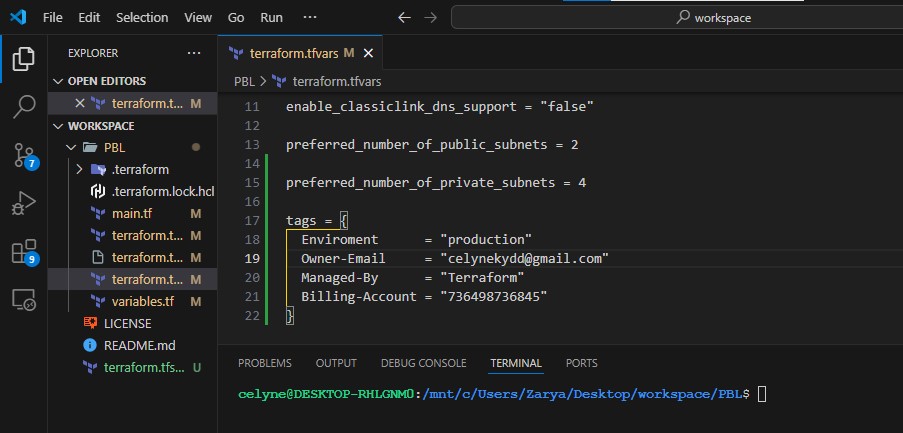 File Edit Selection View Go Run ··· workspace
EXPLORER ···
OPEN EDITORS
terraform.t... M
WORKSPACE
PBL
.terraform
.terraform.lock.hcl
main.tf M
terraform.t... M
terraform.t... M
terraform.t... M
variables.tf M
LICENSE
README.md
terraform.tfs... U
7
terraform.tfvars M
PBL > terraform.tfvars
11 enable_classiclink_dns_support = "false"
12
13 preferred_number_of_public_subnets = 2
14
15 preferred_number_of_private_subnets = 4
16
17 tags = {
18 Enviroment = "production"
19 Owner-Email = "celynekydd@gmail.com"
20 Managed-By = "Terraform"
21 Billing-Account = "736498736845"
22 }
PROBLEMS OUTPUT DEBUG CONSOLE TERMINAL PORTS
celyne@DESKTOP-RHLGNM0:/mnt/c/Users/Zarya/Desktop/workspace/PBL$